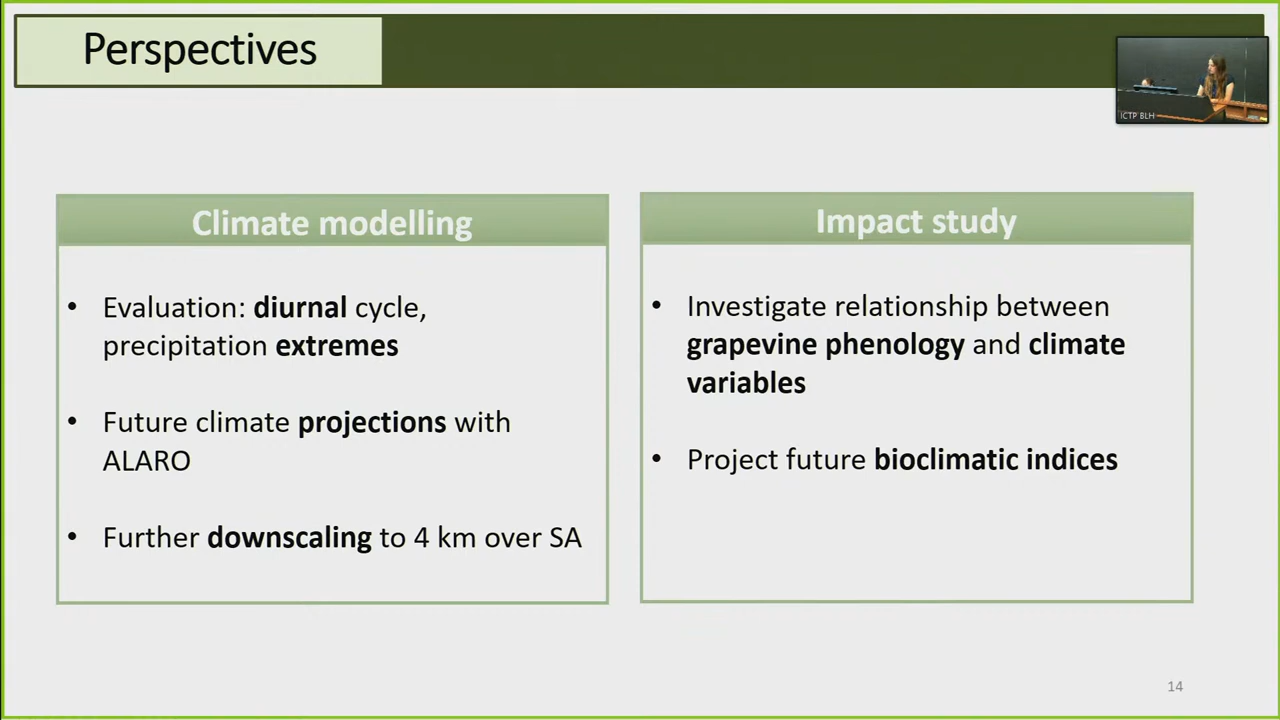 Perspectives
ICTP BLH
Climate modelling
• Evaluation: diurnal cycle,
precipitation extremes
• Future climate projections with
ALARO
• Further downscaling to 4 km over SA
Impact study
• Investigate relationship between
grapevine phenology and climate
variables
• Project future bioclimatic indices
14